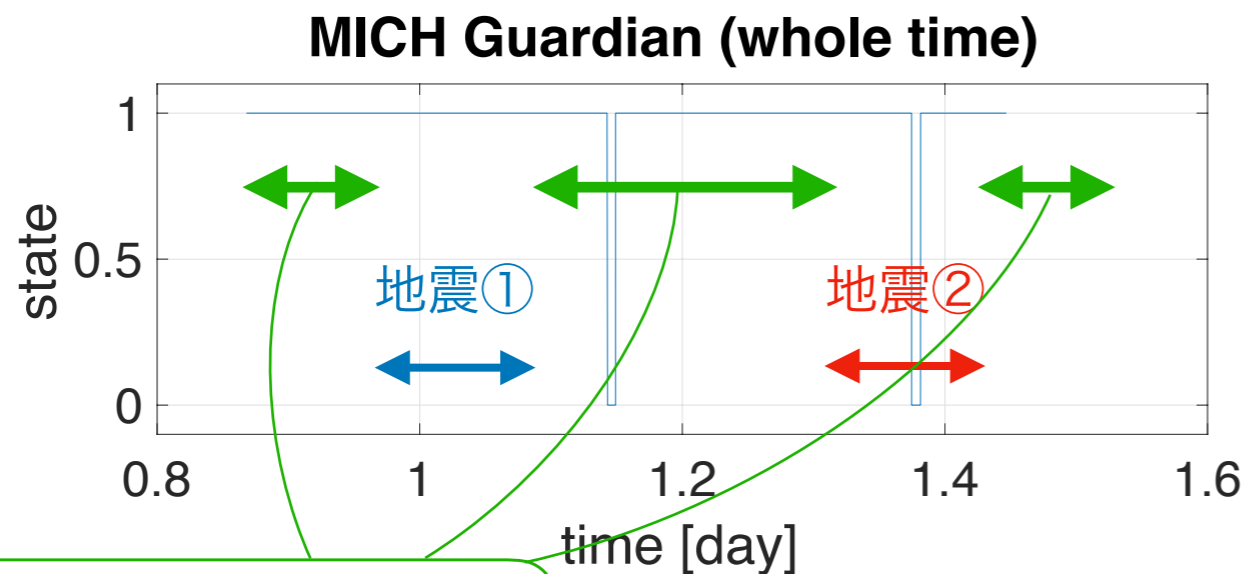 MICH Guardian (whole time)
1
0.5
0
state
地震①
地震②
0.8
1
1.2
1.4
1.6
time [day]